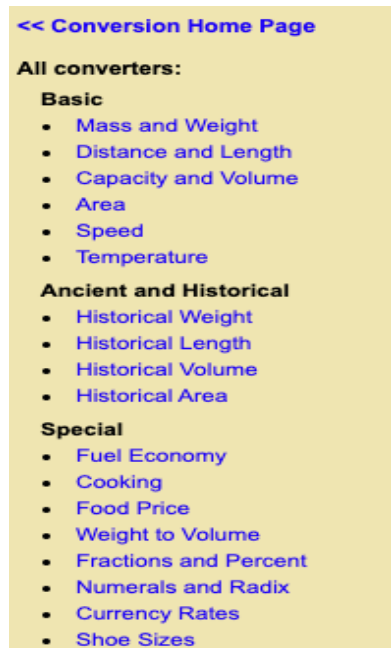 << Conversion Home Page
All converters:
Basic
• Mass and Weight
• Distance and Length
• Capacity and Volume
• Area
• Speed
• Temperature
Ancient and Historical
• Historical Weight
• Historical Length
• Historical Volume
• Historical Area
Special
• Fuel Economy
• Cooking
• Food Price
• Weight to Volume
• Fractions and Percent
• Numerals and Radix
• Currency Rates
• Shoe Sizes